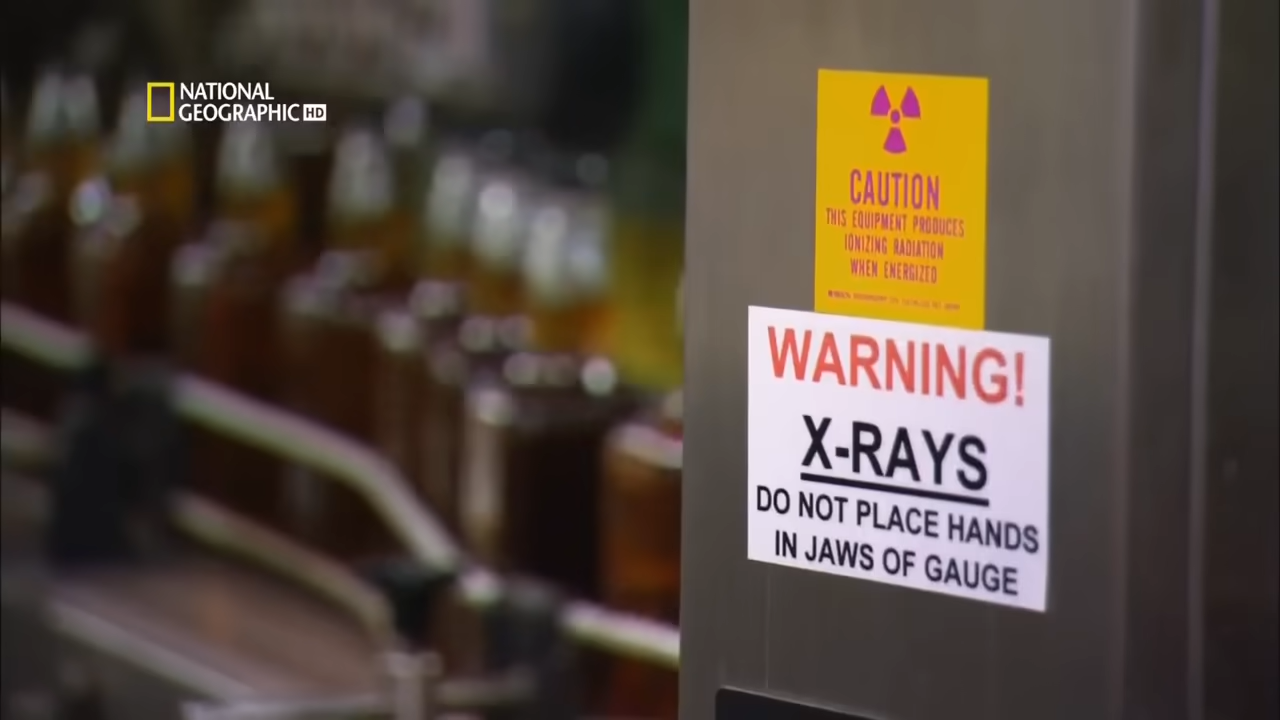 NATIONAL
GEOGRAPHIC HD
CAUTION
THIS EQUIPMENT PRODUCES
IONIZING RADIATION
WHEN ENERGIZED
WARNING!
X-RAYS
DO NOT PLACE HANDS
IN JAWS OF GAUGE